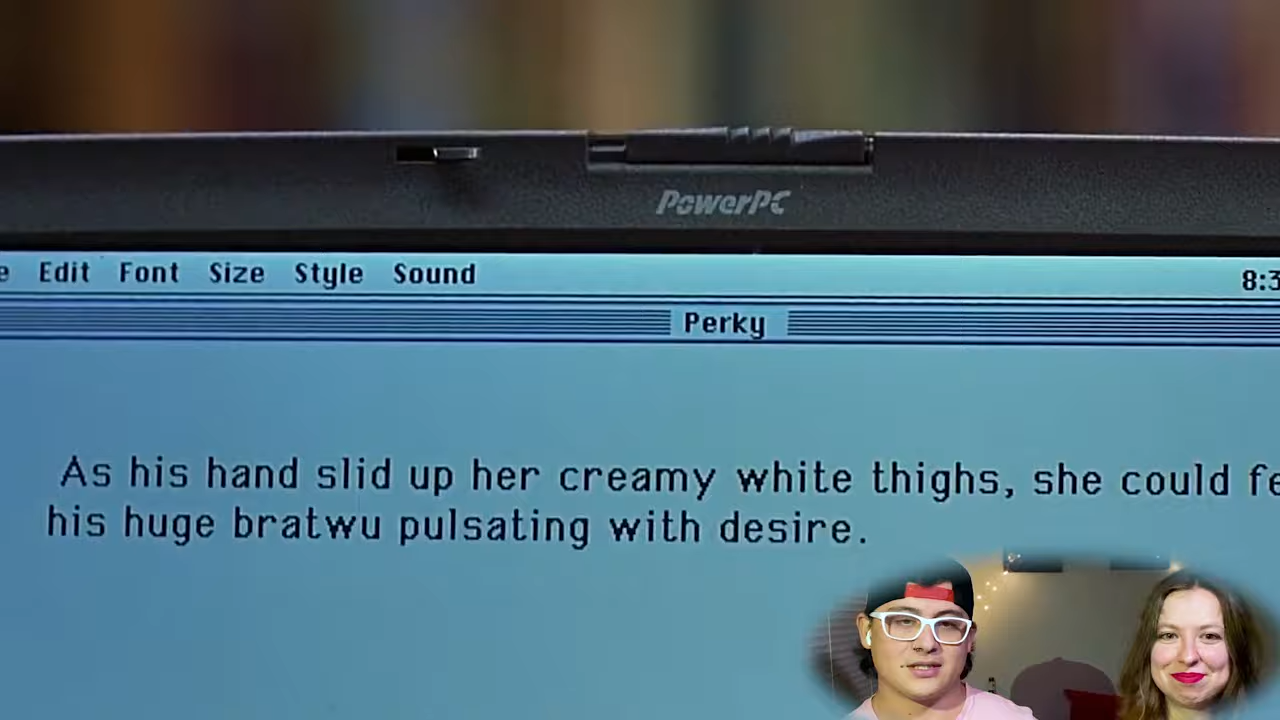 PowerPC
Edit Font Size Style Sound
Perky
As his hand slid up her creamy white thighs, she could
his huge bratwu pulsating with desire.